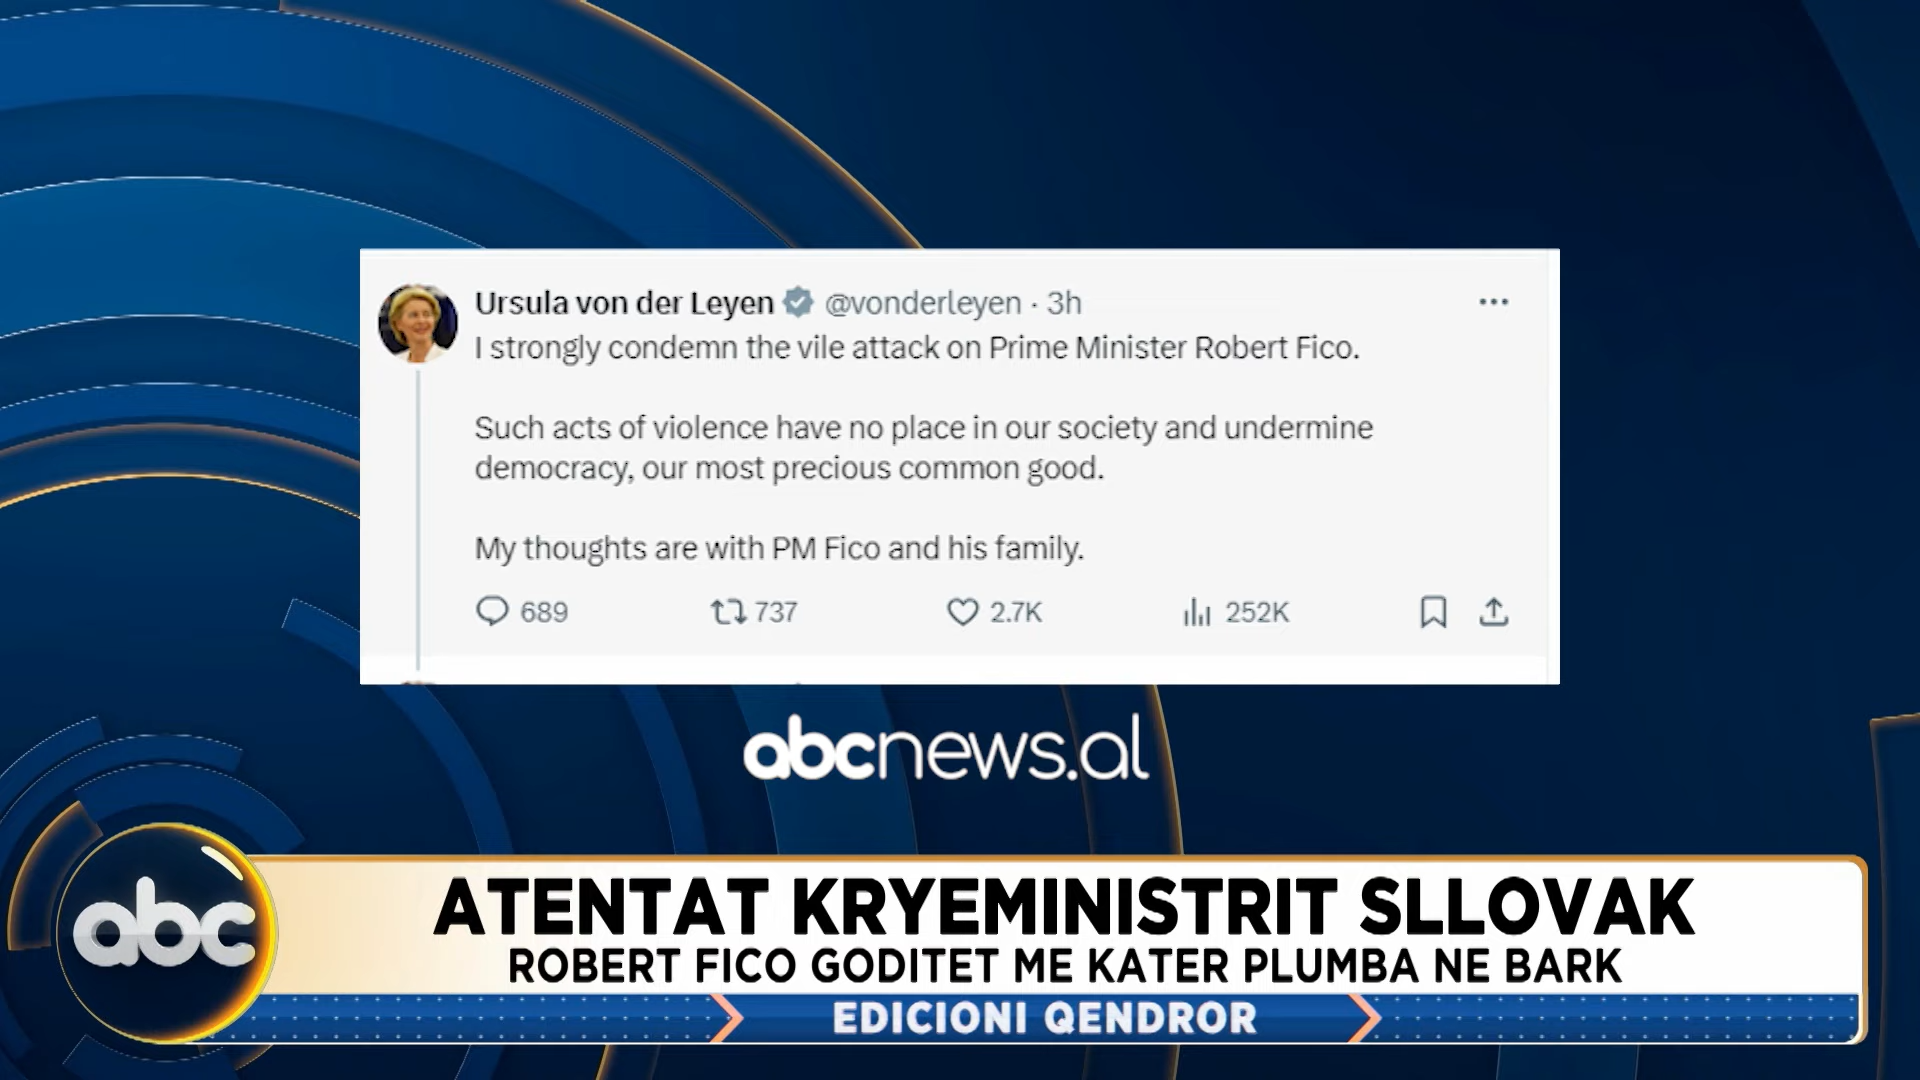 Ursula von der Leyen @vonderleyen · 3h
I strongly condemn the vile attack on Prime Minister Robert Fico.
Such acts of violence have no place in our society and undermine
democracy, our most precious common good.
My thoughts are with PM Fico and his family.
689 737 2.7K 252K
abcnews.al
abc
ATENTAT KRYEMINISTRIT SLLOVAK
ROBERT FICO GODITET ME KATER PLUMBA NE BARK
EDICIONI QENDROR